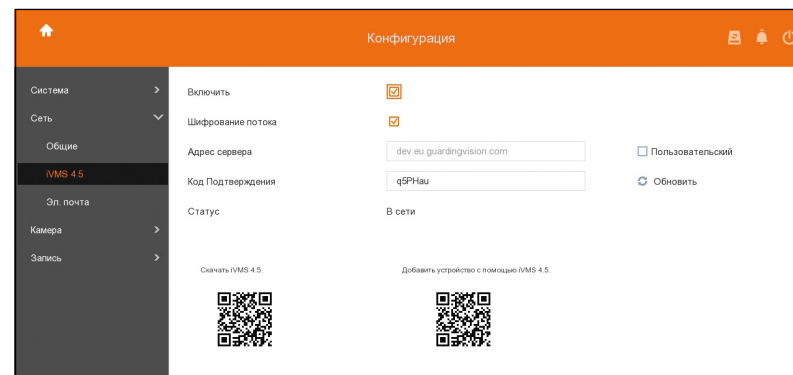 Конфигурация
Система
Сеть
Общие
iVMS 4.5
Эл. почта
Камера
Запись
Включить
Шифрование потока
Адрес сервера dev.eu.guardingvision.com Пользовательский
Код Подтверждения q5PHau Обновить
Статус В сети
Скачать iVMS 4.5. Добавить устройство с помощью iVMS 4.5.